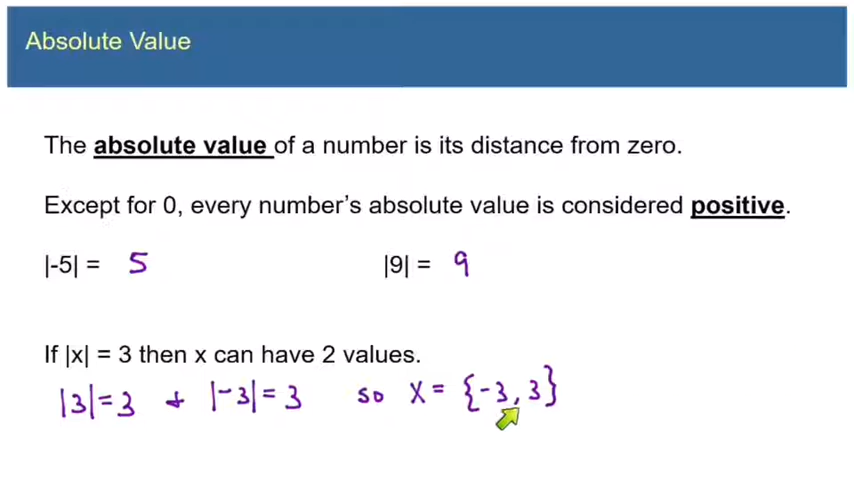 Absolute Value
The absolute value of a number is its distance from zero.
Except for 0, every number's absolute value is considered positive.
|-5| = 5 |9| = 9
If |x| = 3 then x can have 2 values.
|3|=3 + |-3|=3 so x = {-3, 3}